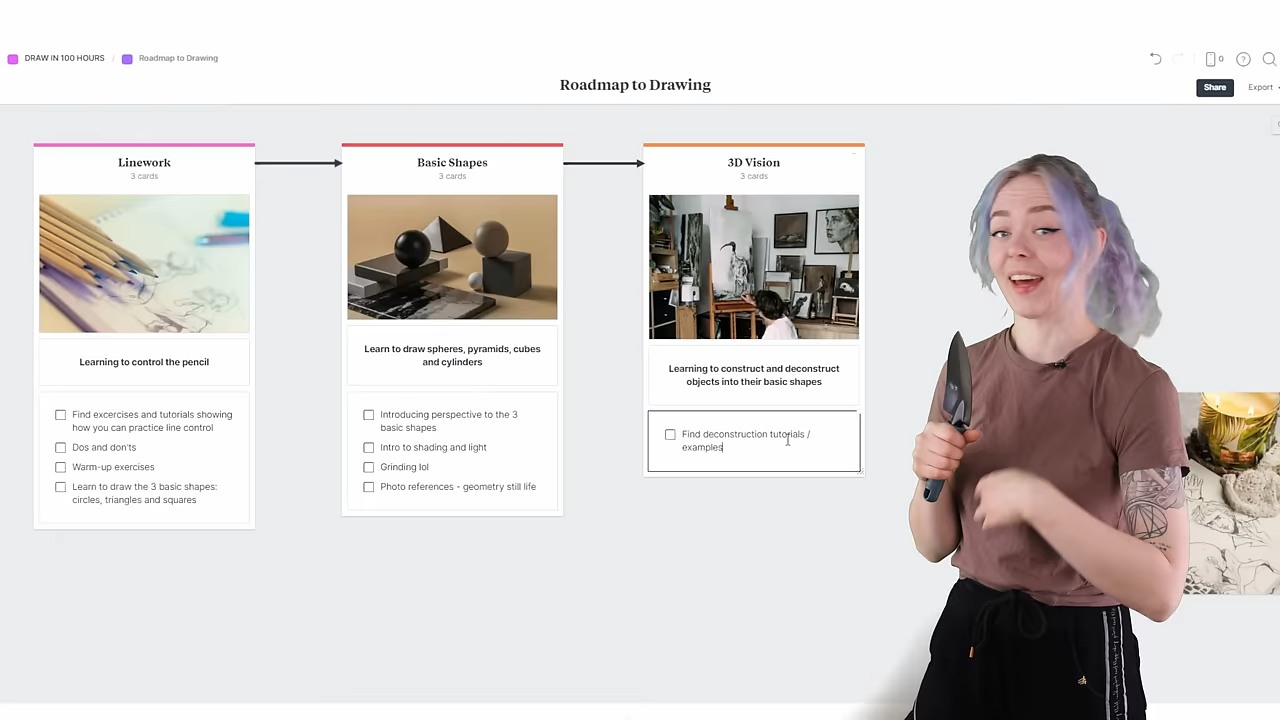 DRAW IN 100 HOURS / Roadmap to Drawing
0
?
Roadmap to Drawing
Share
Export
Linework
3 cards
Learning to control the pencil
Find excercises and tutorials showing
how you can practice line control
Dos and don'ts
Warm-up exercises
Learn to draw the 3 basic shapes:
circles, triangles and squares
Basic Shapes
3 cards
Learn to draw spheres, pyramids, cubes
and cylinders
Introducing perspective to the 3
basic shapes
Intro to shading and light
Grinding lol
Photo references - geometry still life
3D Vision
3 cards
Learning to construct and deconstruct
objects into their basic shapes
Find deconstruction tutorials /
examples